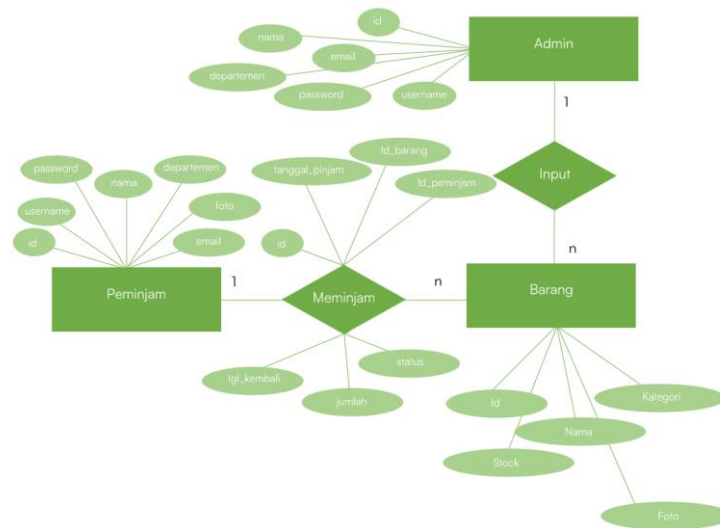 id
nama
Admin
email
departemen
password
username
1
Id_barang
tanggal_pinjam
Id_peminjam
Input
password
departemen
nama
foto
username
id
email
id
n
1
n
Peminjam
Meminjam
Barang
status
tgl_kembali
jumlah
Kategori
Id
Nama
Stock
Foto